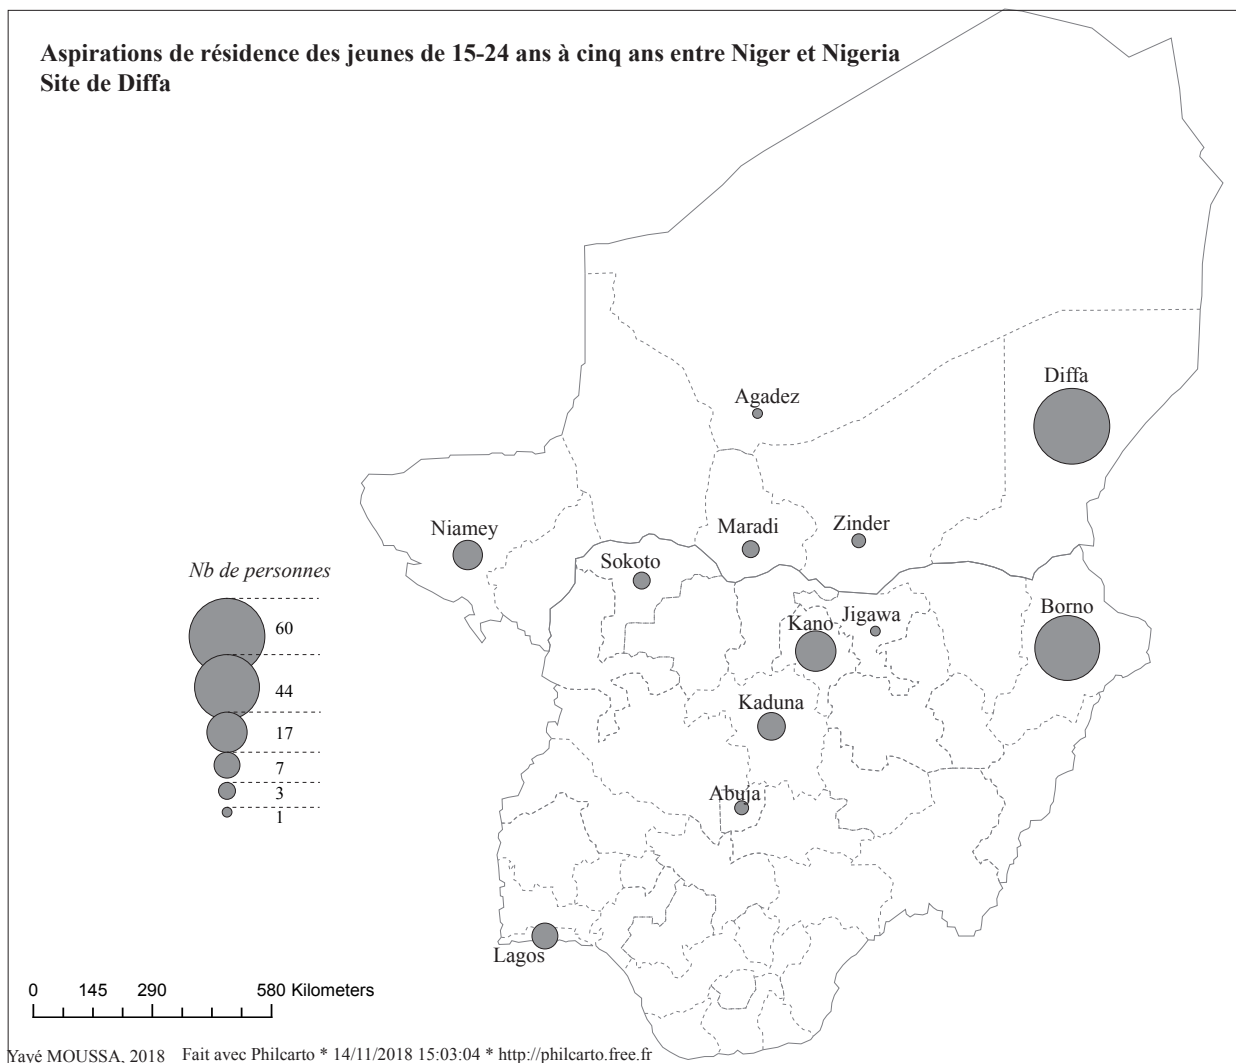 Aspirations de résidence des jeunes de 15-24 ans à cinq ans entre Niger et Nigeria
Site de Diffa
Diffa
Agadez
Niamey
Maradi
Zinder
Sokoto
Nb de personnes
Kano
Jigawa
Borno
60
44
Kaduna
17
7
3
Abuja
1
Lagos
0 145 290 580 Kilometers
Yayé MOUSSA, 2018 Fait avec Philcarto * 14/11/2018 15:03:04 * http://philcarto.free.fr